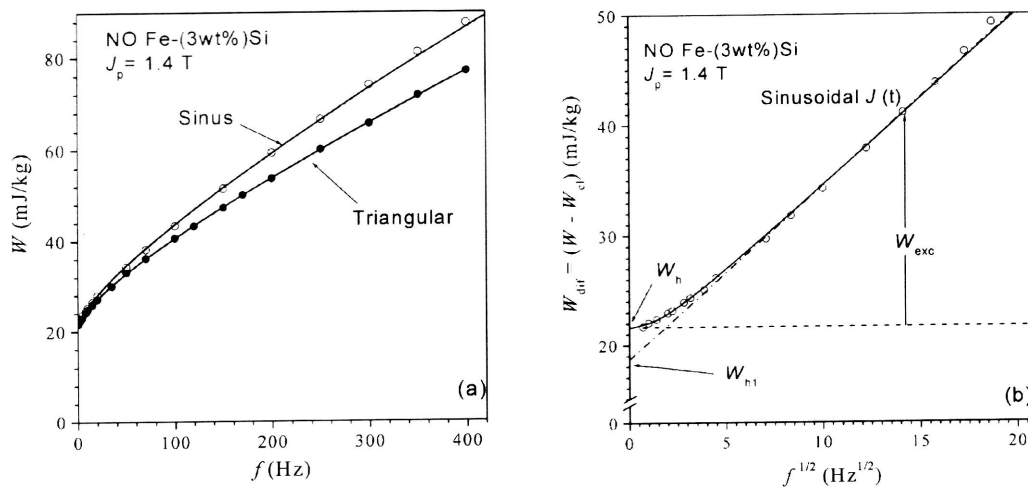 NO Fe-(3wt%)Si
J_p = 1.4 T
Sinus
Triangular
W (mJ/kg)
80
60
40
20
0
0
100
200
300
400
f (Hz)
(a)
NO Fe-(3wt%)Si
J_p = 1.4 T
Sinusoidal J (t)
W_h
W_exc
W_h1
W_dif = (W - W_cl) (mJ/kg)
50
40
30
20
0
0
5
10
15
20
f^1/2 (Hz^1/2)
(b)